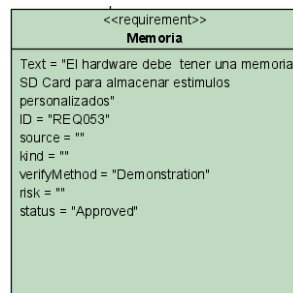 <<requirement>>
Memoria
Text = "El hardware debe tener una memoria
SD Card para almacenar estimulos
personalizados"
ID = "REQ053"
source = ""
kind = ""
verifyMethod = "Demonstration"
risk = ""
status = "Approved"